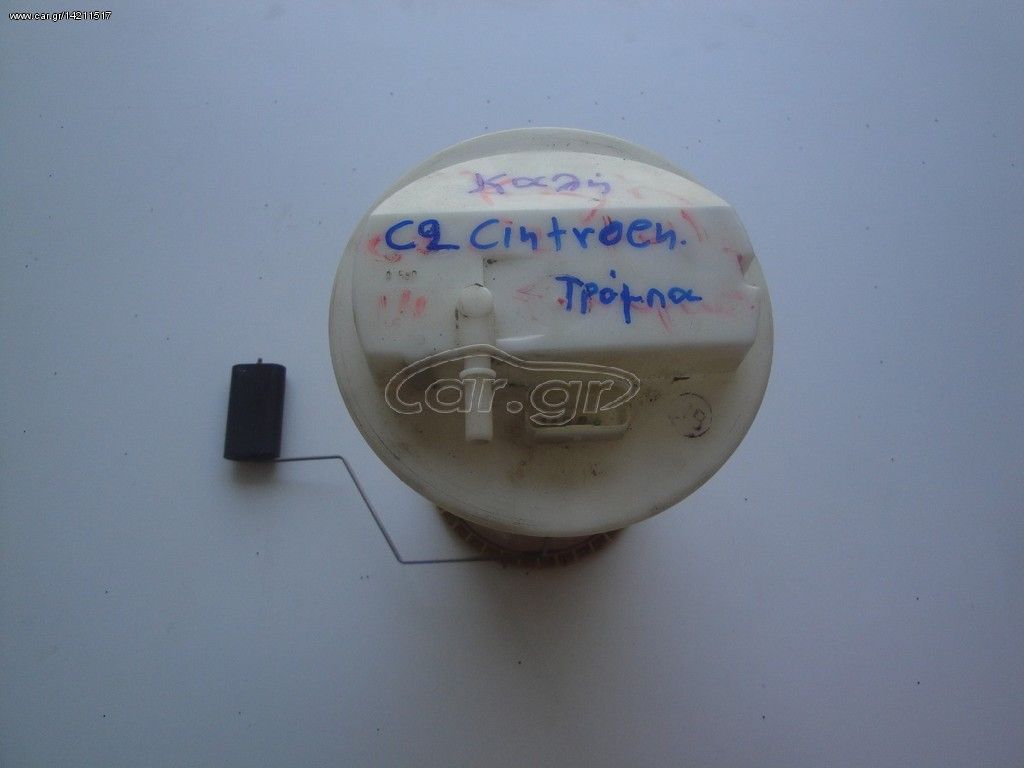 www.car.gr/14211517
Καλή
C2 Cintroen.
Τρόμπα
car.gr